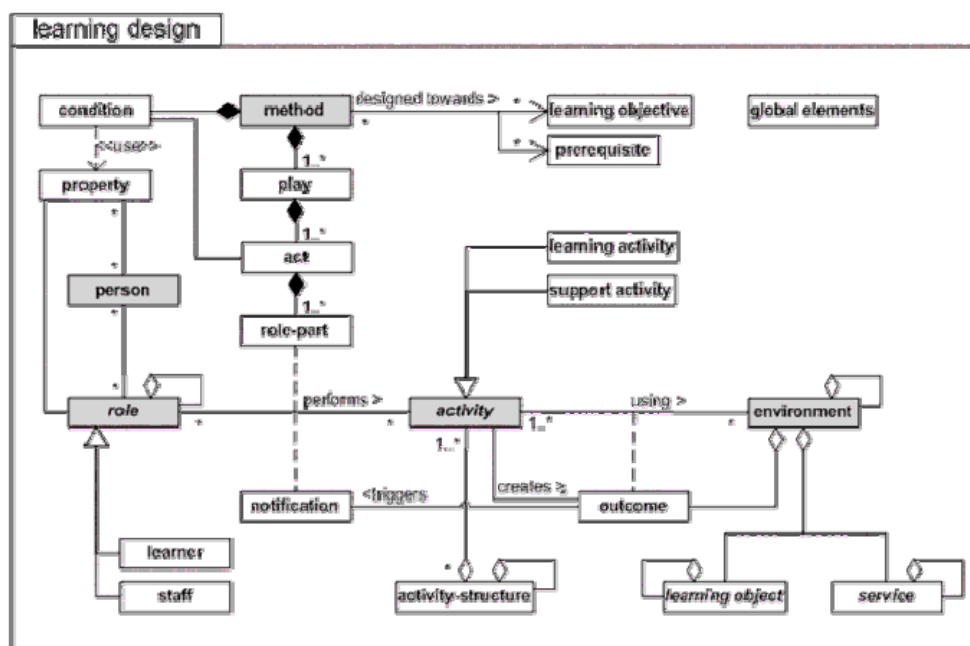 learning design
condition
method
designed towards >
*
*
learning objective
global elements
<<use>>
1..*
*
prerequisite
property
play
*
1..*
learning activity
act
*
support activity
person
1..*
*
role-part
*
role
performs >
activity
using >
environment
*
*
1..*
*
1..*
notification
<triggers
creates >
outcome
learner
*
staff
activity-structure
learning object
service